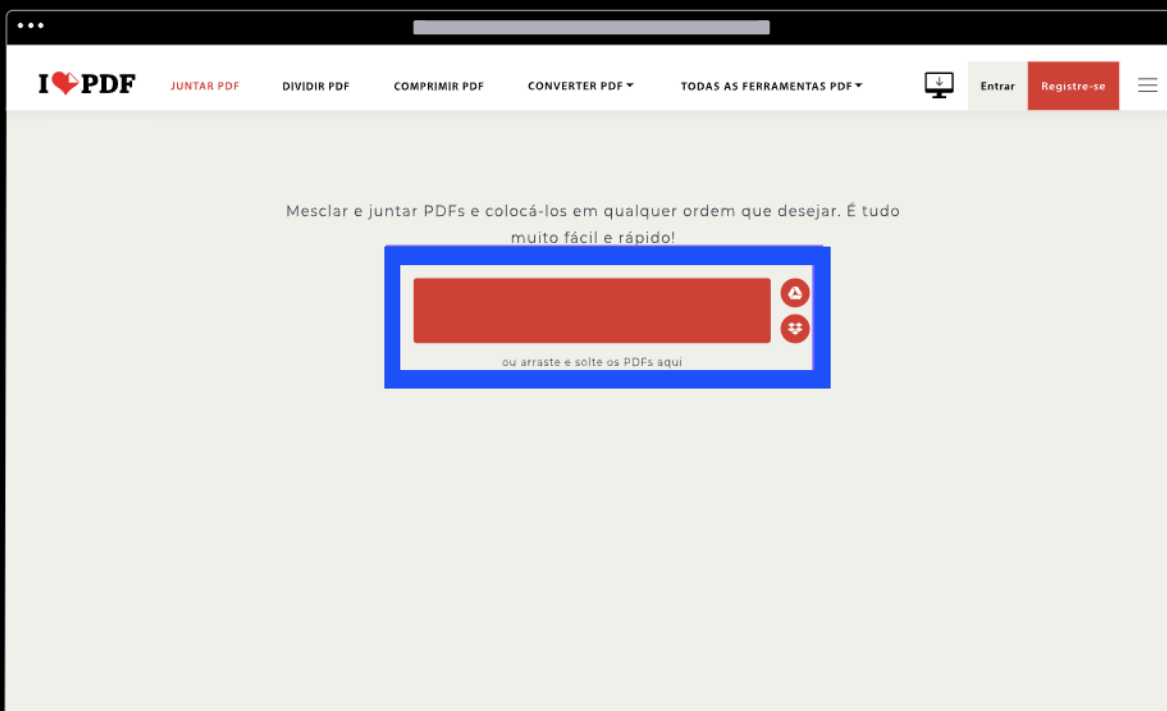 I PDF
JUNTAR PDF
DIVIDIR PDF
COMPRIMIR PDF
CONVERTER PDF
TODAS AS FERRAMENTAS PDF
Entrar
Registre-se
Mesclar e juntar PDFs e colocá-los em qualquer ordem que desejar. É tudo
muito fácil e rápido!
ou arraste e solte os PDFs aqui